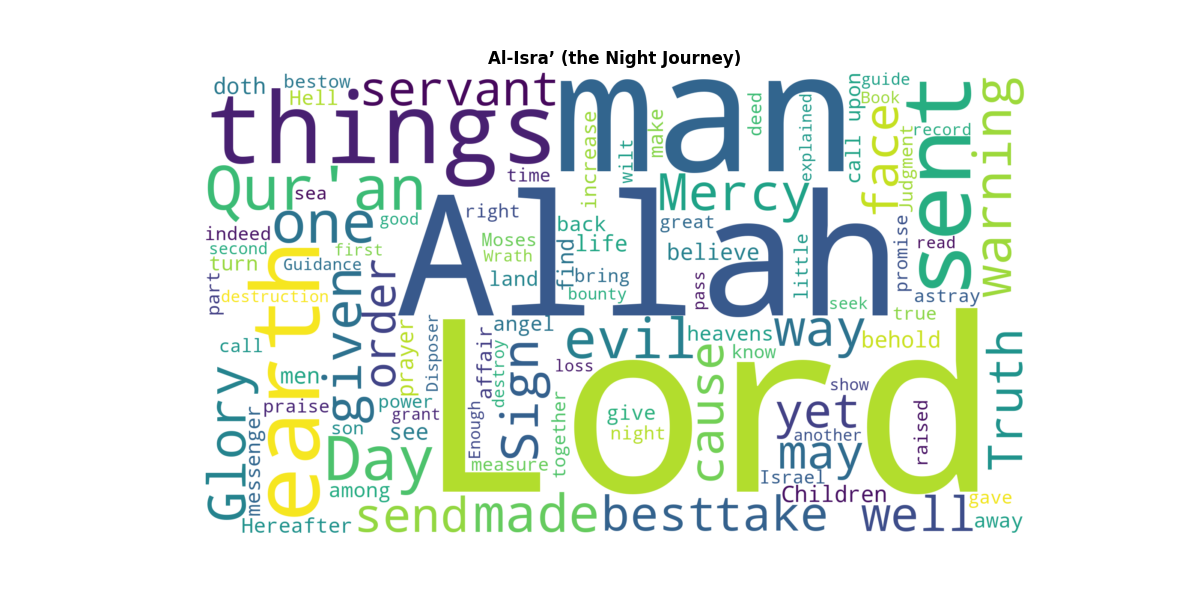 Al-Isra’ (the Night Journey)
doth
bestow
Hell
servant
man
things
increase
wilt
make
deed
explained
call upon
guide
Book
face
Judgment
record
sent
warning
Qur'an
sea
time
Mercy
one
good
right
Allah
back
great
indeed
second
turn
first
Guidance
Moses
Wrath
find
life
believe
little
promise
read
part
destruction
earth
given
order
land
bring
bounty
pass
seek
astray
true
call
prayer
Disposer
angel
affair
destroy
Sign
evil
heavens
way
behold
know
cause
loss
Lord
men
praise
power
grant
son
see
Glory
messenger
Enough
together
give
night
show
yet
another
may
raised
Truth
Day
measure
among
Israel
Children
Hereafter
send
made
best
take
well
gave
away